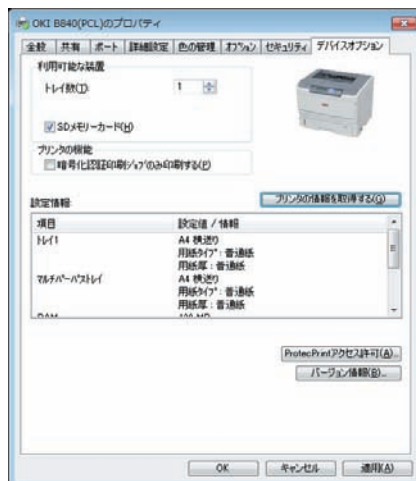 OKI B840(PCL)のプロパティ
全般 共有 ポート 詳細設定 色の管理 オプション セキュリティ デバイスオプション
利用可能な装置
トレイ数(T): 1
SDメモリーカード(H)
プリンタの機能
暗号化認証印刷ジョブのみ印刷する(P)
設定情報: プリンタの情報を取得する(G)
項目 設定値 / 情報
トレイ1 A4 横送り
用紙タイプ : 普通紙
用紙厚 : 普通紙
マルチパーパストレイ A4 横送り
用紙タイプ : 普通紙
用紙厚 : 普通紙
ProtecPrintアクセス許可(A)...
バージョン情報(B)...
OK キャンセル 適用(A)